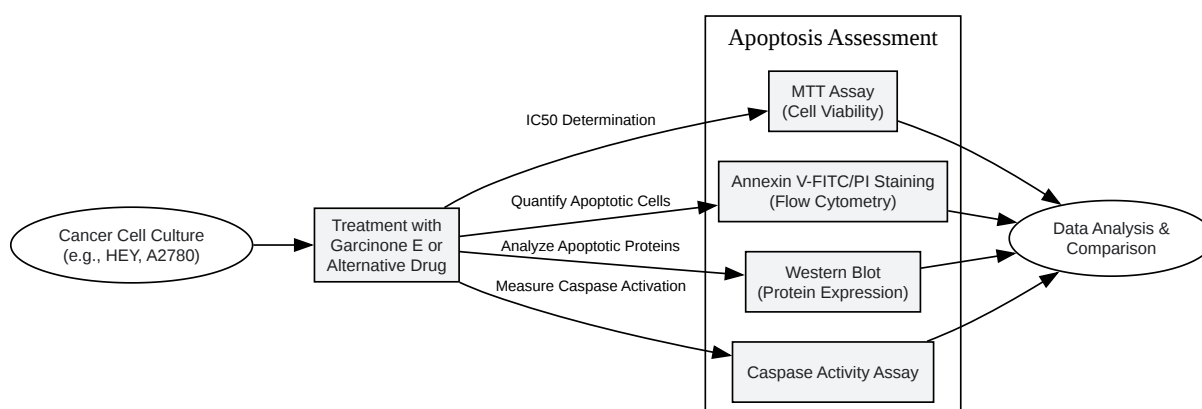 Apoptosis Assessment
MTT Assay
(Cell Viability)
IC50 Determination
Annexin V-FITC/PI Staining
(Flow Cytometry)
Quantify Apoptotic Cells
Cancer Cell Culture
(e.g., HEY, A2780)
Treatment with
Garcinone E or
Alternative Drug
Data Analysis &
Comparison
Analyze Apoptotic Proteins
Western Blot
(Protein Expression)
Measure Caspase Activation
Caspase Activity Assay